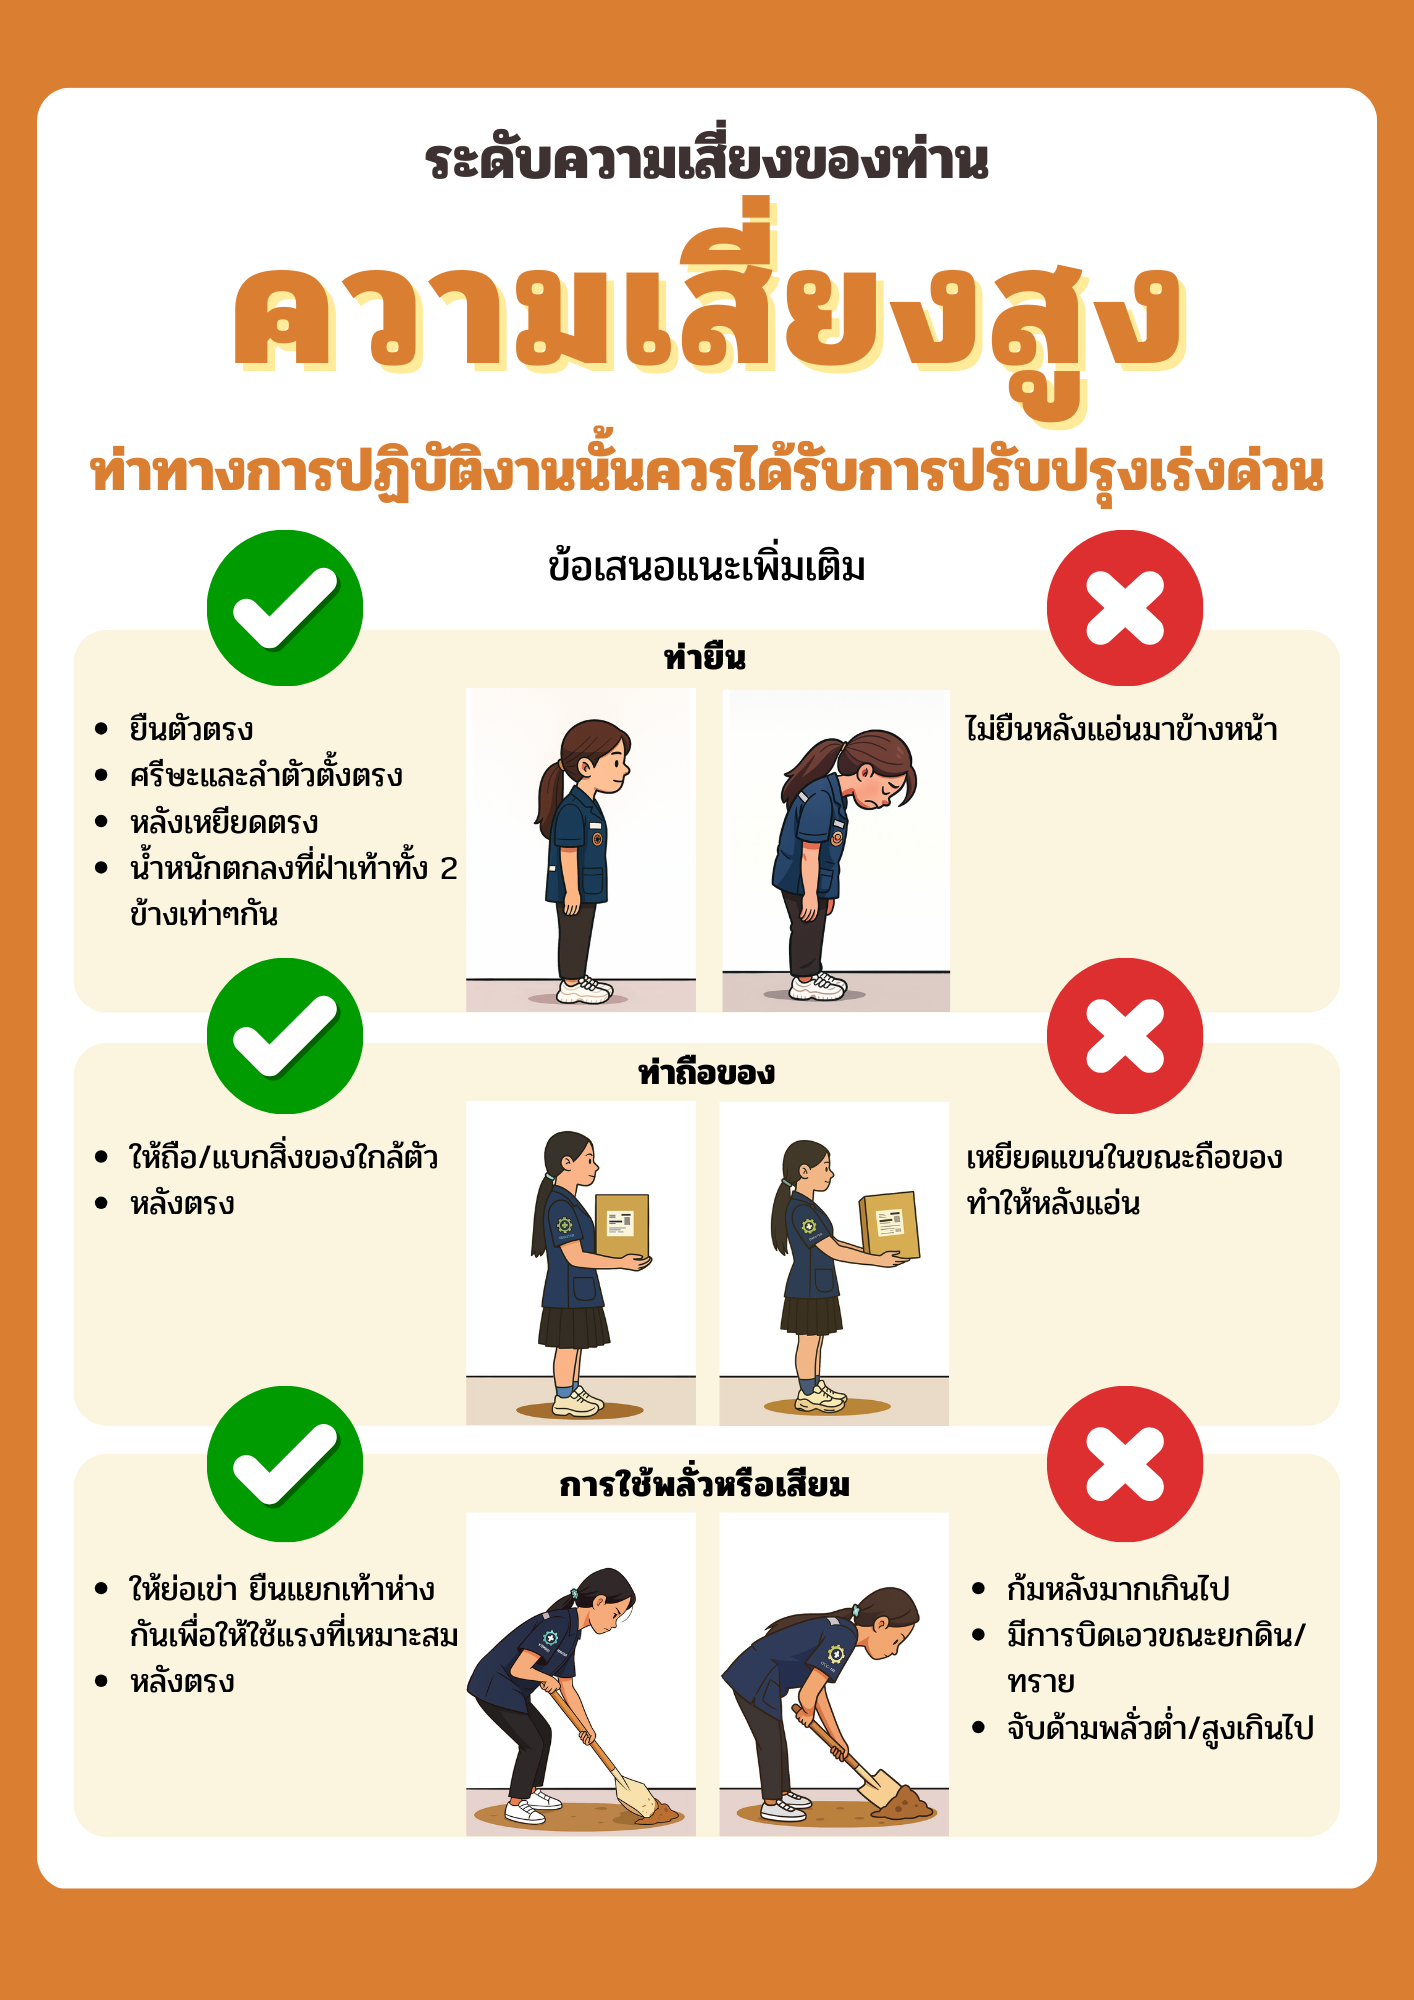 ระดับความเสี่ยงของท่าน
ความเสี่ยงสูง
ท่าทางการปฏิบัติงานนั้นควรได้รับการปรับปรุงเร่งด่วน
ข้อเสนอแนะเพิ่มเติม
ท่ายืน
• ยืนตัวตรง
• ศรีษะและลำตัวตั้งตรง
• หลังเหยียดตรง
• น้ำหนักตกลงที่ฝ่าเท้าทั้ง 2
ข้างเท่าๆกัน
ไม่ยืนหลังแอ่นมาข้างหน้า
ท่าถือของ
• ให้ถือ/แบกสิ่งของใกล้ตัว
• หลังตรง
เหยียดแขนในขณะถือของ
ทำให้หลังแอ่น
การใช้พลั่วหรือเสียม
• ให้ย่อเข่า ยืนแยกเท้าห่าง
กันเพื่อให้ใช้แรงที่เหมาะสม
• หลังตรง
• ก้มหลังมากเกินไป
• มีการบิดเอวขณะยกดิน/
ทราย
• จับด้ามพลั่วต่ำ/สูงเกินไป